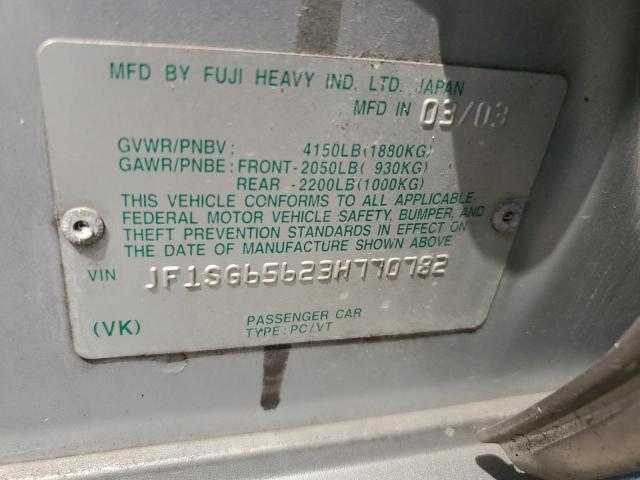 MFD BY FUJI HEAVY IND. LTD. JAPAN
MFD IN 03/03
GVWR/PNBV: 4150LB(1880KG)
GAWR/PNBE: FRONT-2050LB( 930KG)
REAR -2200LB(1000KG)
THIS VEHICLE CONFORMS TO ALL APPLICABLE
FEDERAL MOTOR VEHICLE SAFETY, BUMPER, AND
THEFT PREVENTION STANDARDS IN EFFECT ON
THE DATE OF MANUFACTURE SHOWN ABOVE.
VIN JF1SG65623H770792
(VK) PASSENGER CAR
TYPE: PC/VT